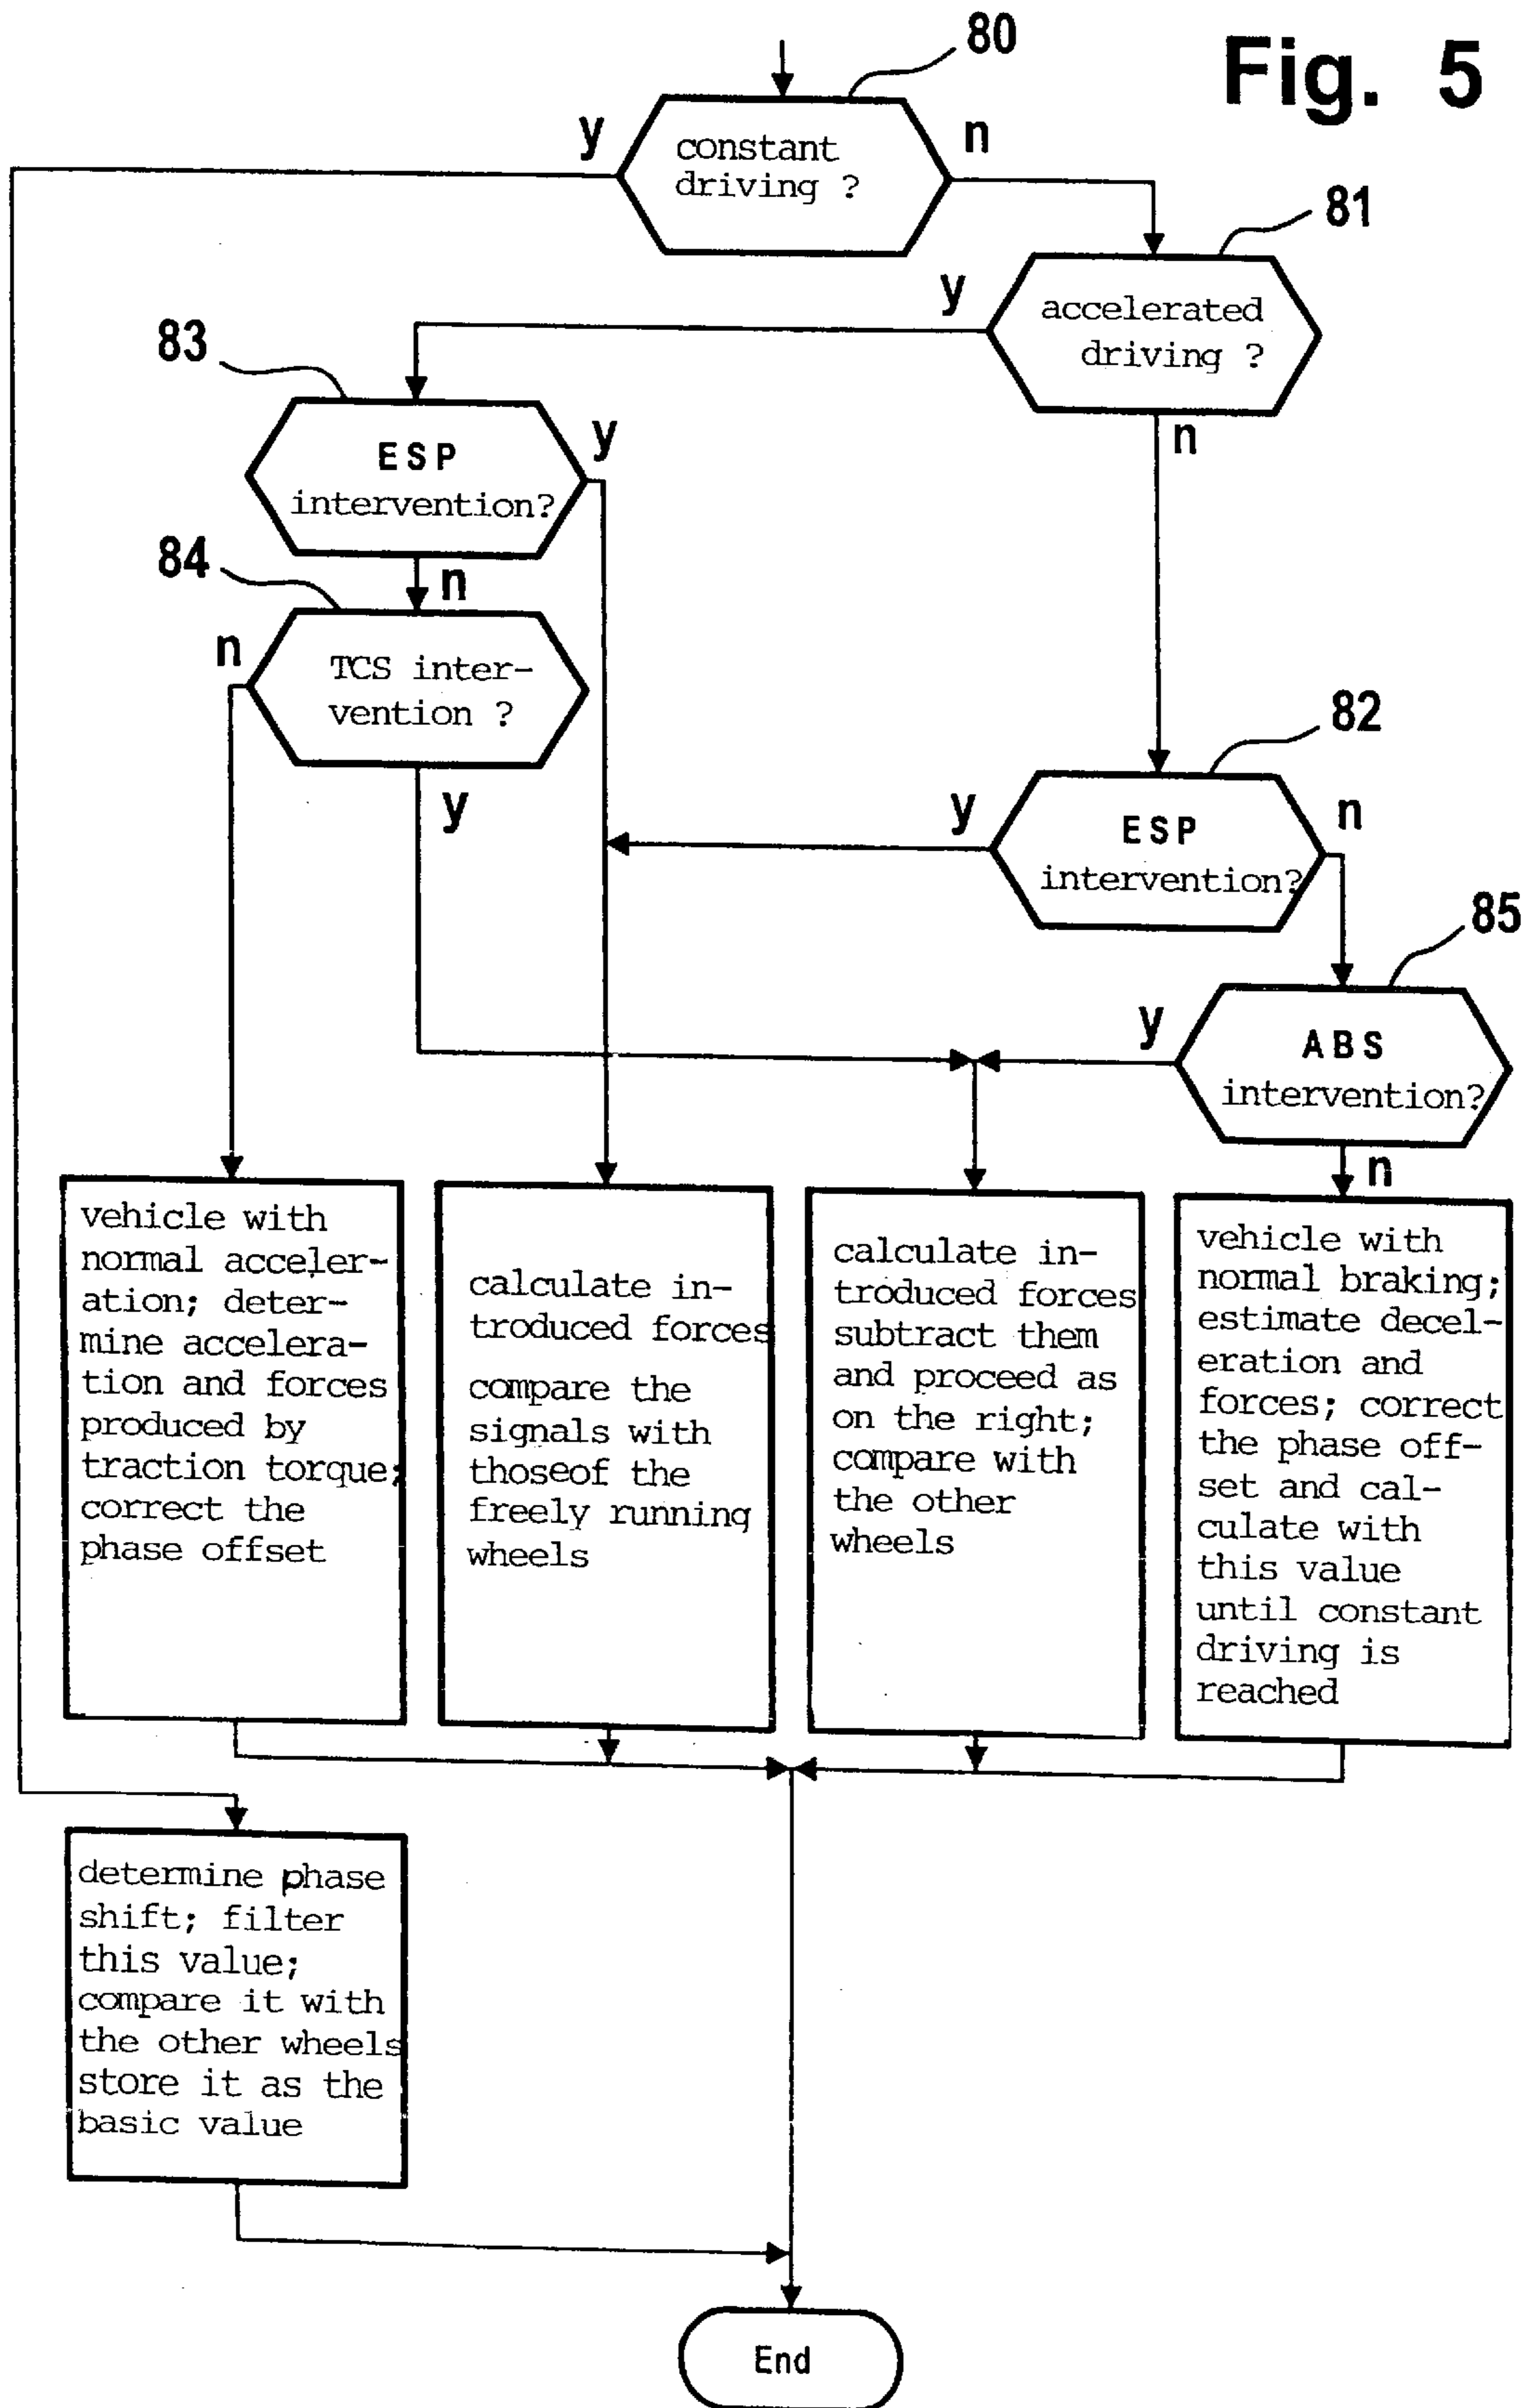 Fig. 5
80
y
n
constant
driving ?
81
y
accelerated
driving ?
n
83
ESP
intervention?
y
n
84
n
TCS inter-
vention ?
y
82
y
ESP
intervention?
n
85
y
ABS
intervention?
n
vehicle with
normal acceler-
ation; deter-
mine accelera-
tion and forces
produced by
traction torque;
correct the
phase offset
calculate in-
troduced forces
compare the
signals with
thoseof the
freely running
wheels
calculate in-
troduced forces
subtract them
and proceed as
on the right;
compare with
the other
wheels
vehicle with
normal braking;
estimate decel-
eration and
forces; correct
the phase off-
set and cal-
culate with
this value
until constant
driving is
reached
determine phase
shift; filter
this value;
compare it with
the other wheels
store it as the
basic value
End